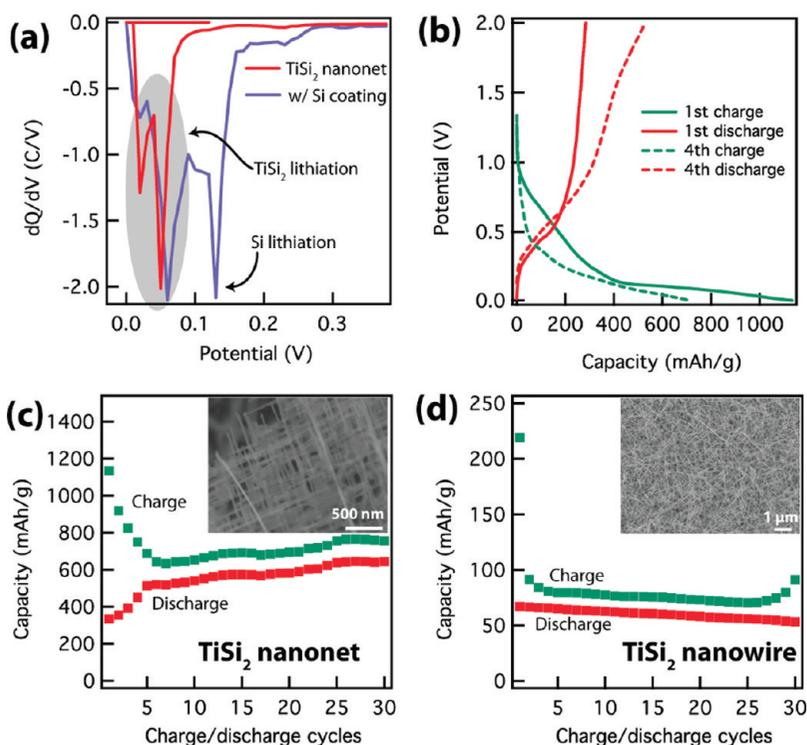 (a)
0.0
-0.5
-1.0
-1.5
-2.0
dQ/dV (C/V)
TiSi₂ nanonet
w/ Si coating
TiSi₂ lithiation
Si lithiation
0.0 0.1 0.2 0.3
Potential (V)
(b)
2.0
1.5
1.0
0.5
0.0
Potential (V)
1st charge
1st discharge
4th charge
4th discharge
0 200 400 600 800 1000
Capacity (mAh/g)
(c)
1400
1200
1000
800
600
400
200
0
Capacity (mAh/g)
500 nm
Charge
Discharge
TiSi₂ nanonet
5 10 15 20 25 30
Charge/discharge cycles
(d)
250
200
150
100
50
0
Capacity (mAh/g)
1 μm
Charge
Discharge
TiSi₂ nanowire
5 10 15 20 25 30
Charge/discharge cycles